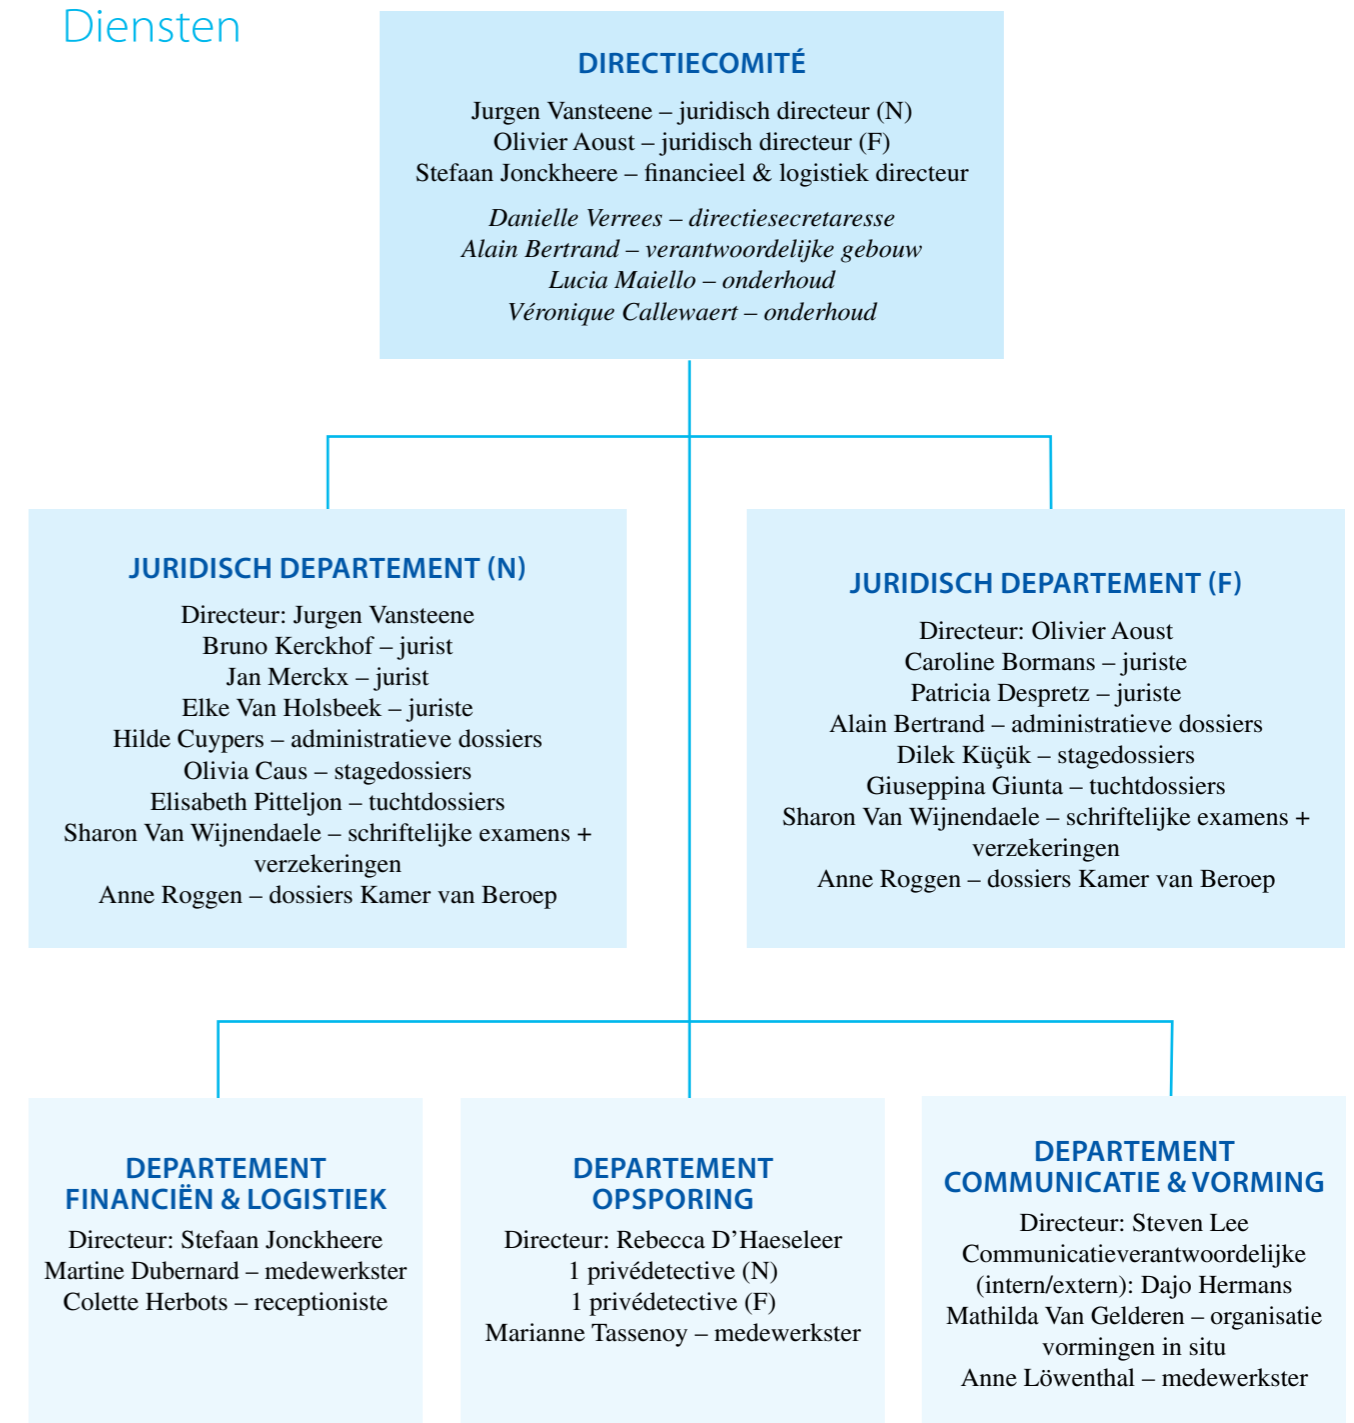 Diensten
DIRECTIECOMITÉ
Jurgen Vansteene – juridisch directeur (N)
Olivier Aoust – juridisch directeur (F)
Stefaan Jonckheere – financieel & logistiek directeur
Danielle Verrees – directiesecretaresse
Alain Bertrand – verantwoordelijke gebouw
Lucia Maiello – onderhoud
Véronique Callewaert – onderhoud
JURIDISCH DEPARTEMENT (N)
Directeur: Jurgen Vansteene
Bruno Kerckhof – jurist
Jan Merckx – jurist
Elke Van Holsbeek – juriste
Hilde Cuypers – administratieve dossiers
Olivia Caus – stagedossiers
Elisabeth Pitteljon – tuchtdossiers
Sharon Van Wijnendaele – schriftelijke examens +
verzekeringen
Anne Roggen – dossiers Kamer van Beroep
JURIDISCH DEPARTEMENT (F)
Directeur: Olivier Aoust
Caroline Bormans – juriste
Patricia Despretz – juriste
Alain Bertrand – administratieve dossiers
Dilek Küçük – stagedossiers
Giuseppina Giunta – tuchtdossiers
Sharon Van Wijnendaele – schriftelijke examens +
verzekeringen
Anne Roggen – dossiers Kamer van Beroep
DEPARTEMENT
FINANCIËN & LOGISTIEK
Directeur: Stefaan Jonckheere
Martine Dubernard – medewerkster
Colette Herbots – receptioniste
DEPARTEMENT
OPSPORING
Directeur: Rebecca D’Haeseleer
1 privédetective (N)
1 privédetective (F)
Marianne Tassenoy – medewerkster
DEPARTEMENT
COMMUNICATIE & VORMING
Directeur: Steven Lee
Communicatieverantwoordelijke
(intern/extern): Dajo Hermans
Mathilda Van Gelderen – organisatie
vormingen in situ
Anne Löwenthal – medewerkster